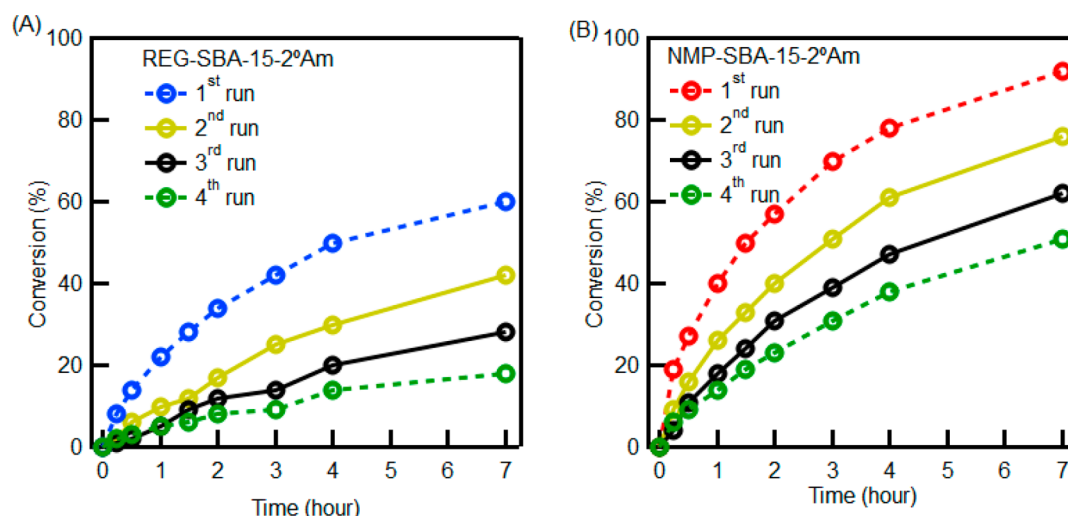 (A)
REG-SBA-15-2ºAm
1st run
2nd run
3rd run
4th run
Conversion (%)
100
80
60
40
20
0
0 1 2 3 4 5 6 7
Time (hour)
(B)
NMP-SBA-15-2ºAm
1st run
2nd run
3rd run
4th run
Conversion (%)
100
80
60
40
20
0
0 1 2 3 4 5 6 7
Time (hour)